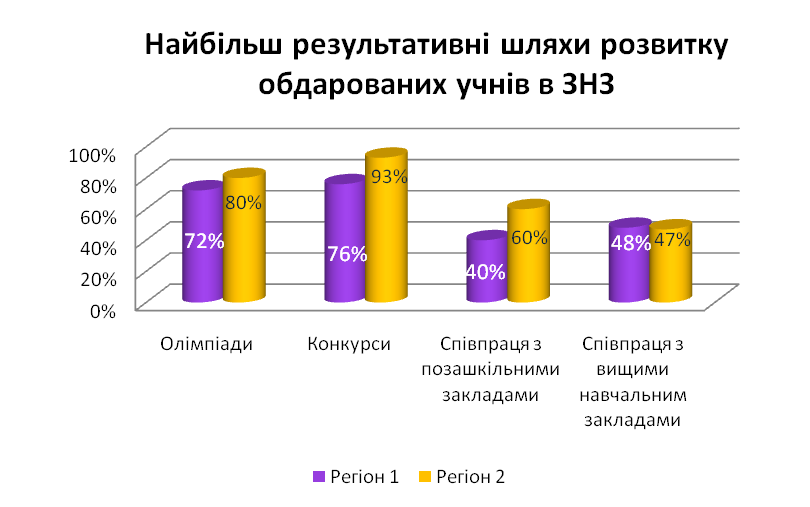 Найбільш результативні шляхи розвитку
обдарованих учнів в ЗНЗ
100%
80%
60%
40%
20%
0%
72%
80%
76%
93%
40%
60%
48%
47%
Олімпіади
Конкурси
Співпраця з
позашкільними
закладами
Співпраця з
вищими
навчальним
закладами
Регіон 1
Регіон 2